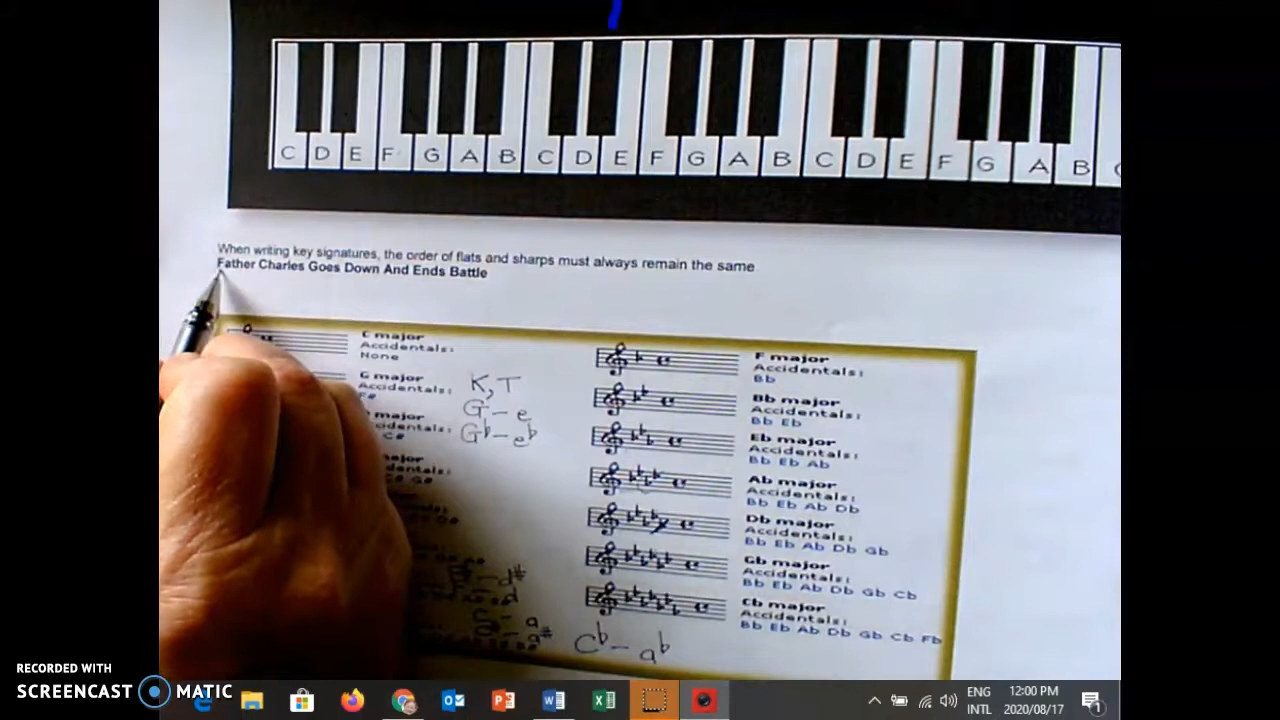 C D E F G A B C D E F G A B C D E F G A B
When writing key signatures, the order of flats and sharps must always remain the same
Father Charles Goes Down And Ends Battle
C major
Accidentals:
None
G major
Accidentals:
K, T
G - e
G♭ - e♭
F major
Accidentals:
Bb
Bb major
Accidentals:
Bb Eb
Eb major
Accidentals:
Bb Eb Ab
Ab major
Accidentals:
Bb Eb Ab Db
Db major
Accidentals:
Bb Eb Ab Db Gb
Gb major
Accidentals:
Bb Eb Ab Db Gb Cb
Cb major
Accidentals:
Bb Eb Ab Db Gb Cb Fb
C♭ - a♭
RECORDED WITH
SCREENCAST MATIC
ENG
INTL
12:00 PM
2020/08/17
1